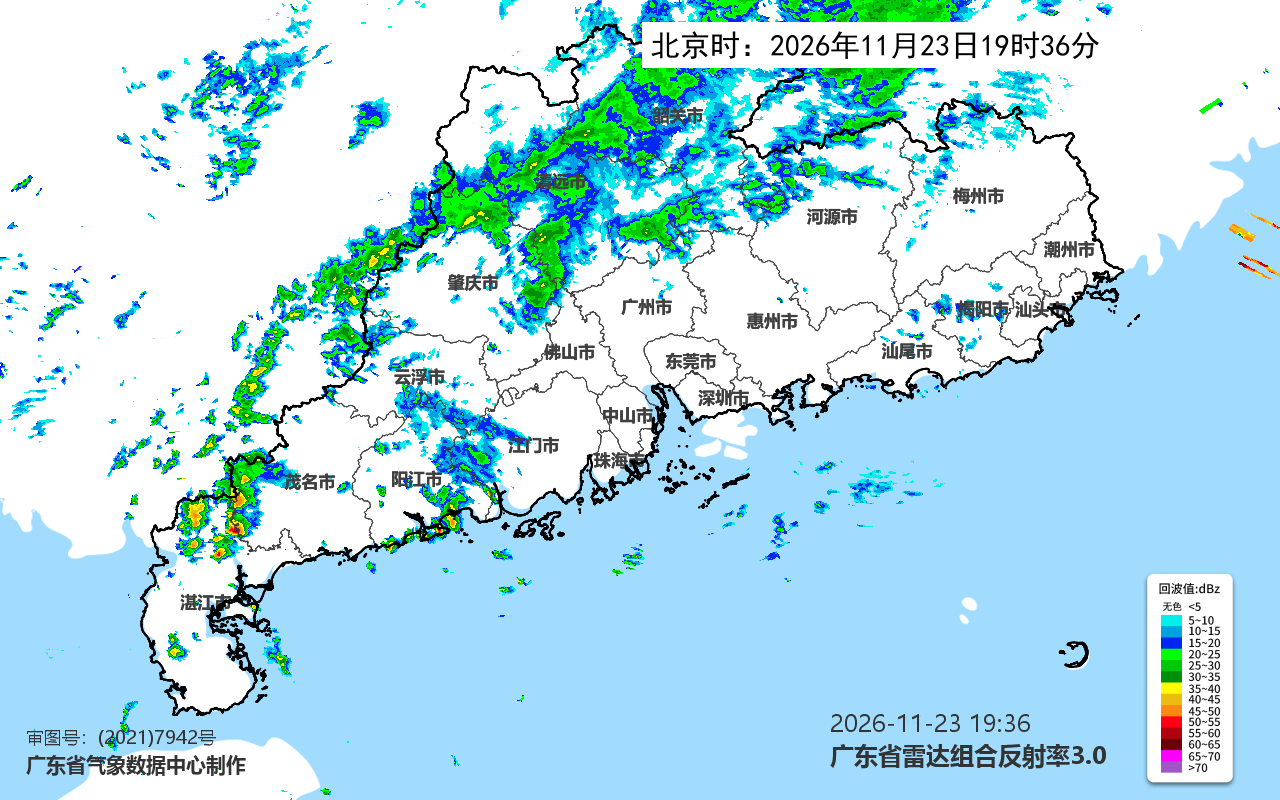 北京时：2026年11月23日19时36分
韶关市
清远市
梅州市
河源市
潮州市
肇庆市
广州市
揭阳市
汕头市
惠州市
佛山市
汕尾市
东莞市
云浮市
深圳市
中山市
江门市
珠海市
阳江市
茂名市
湛江市
回波值:dBz
无色 <5
5~10
10~15
15~20
20~25
25~30
30~35
35~40
40~45
45~50
50~55
55~60
60~65
65~70
>70
2026-11-23 19:36
广东省雷达组合反射率3.0
审图号：(2021)7942号
广东省气象数据中心制作